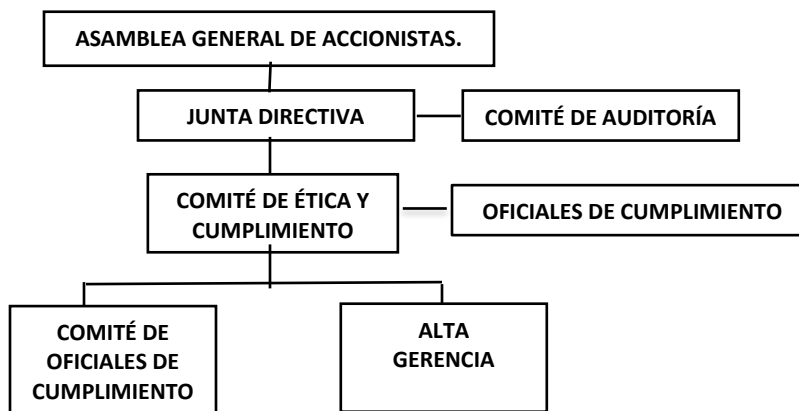 ASAMBLEA GENERAL DE ACCIONISTAS.
JUNTA DIRECTIVA
COMITÉ DE AUDITORÍA
COMITÉ DE ÉTICA Y
CUMPLIMIENTO
OFICIALES DE CUMPLIMIENTO
COMITÉ DE
OFICIALES DE
CUMPLIMIENTO
ALTA
GERENCIA